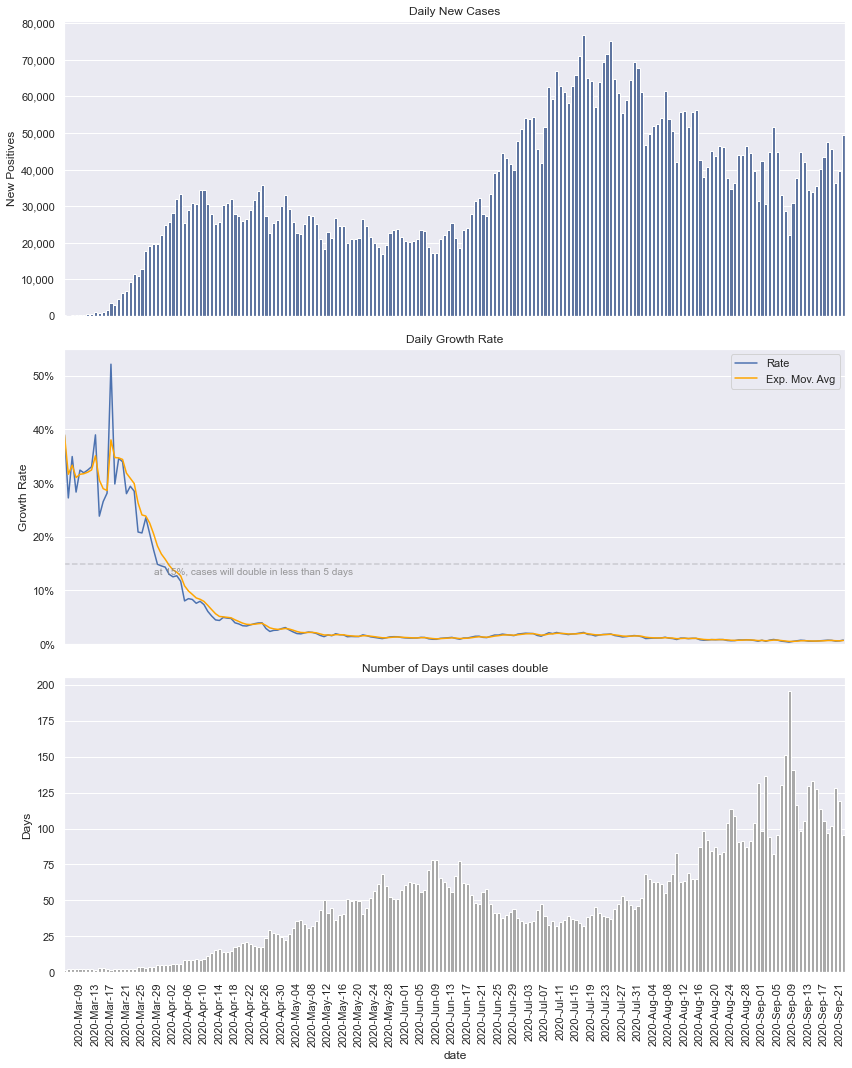 Daily New Cases
80,000
70,000
60,000
50,000
40,000
30,000
20,000
10,000
0
New Positives
Daily Growth Rate
50%
40%
30%
20%
10%
0%
Growth Rate
Rate
Exp. Mov. Avg
at 15%, cases will double in less than 5 days
Number of Days until cases double
200
175
150
125
100
75
50
25
0
Days
2020-Mar-09
2020-Mar-13
2020-Mar-17
2020-Mar-21
2020-Mar-25
2020-Mar-29
2020-Apr-02
2020-Apr-06
2020-Apr-10
2020-Apr-14
2020-Apr-18
2020-Apr-22
2020-Apr-26
2020-Apr-30
2020-May-04
2020-May-08
2020-May-12
2020-May-16
2020-May-20
2020-May-24
2020-May-28
2020-Jun-01
2020-Jun-05
2020-Jun-09
2020-Jun-13
2020-Jun-17
2020-Jun-21
2020-Jun-25
2020-Jun-29
2020-Jul-03
2020-Jul-07
2020-Jul-11
2020-Jul-15
2020-Jul-19
2020-Jul-23
2020-Jul-27
2020-Jul-31
2020-Aug-04
2020-Aug-08
2020-Aug-12
2020-Aug-16
2020-Aug-20
2020-Aug-24
2020-Aug-28
2020-Sep-01
2020-Sep-05
2020-Sep-09
2020-Sep-13
2020-Sep-17
2020-Sep-21
date